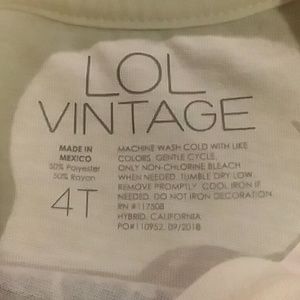 LOL
VINTAGE
MADE IN
MEXICO
50% Polyester
50% Rayon
4T
MACHINE WASH COLD WITH LIKE
COLORS. GENTLE CYCLE.
ONLY NON-CHLORINE BLEACH
WHEN NEEDED. TUMBLE DRY LOW.
REMOVE PROMPTLY. COOL IRON IF
NEEDED. DO NOT IRON DECORATION.
RN #117508
HYBRID, CALIFORNIA
PO#110952, 09/2018